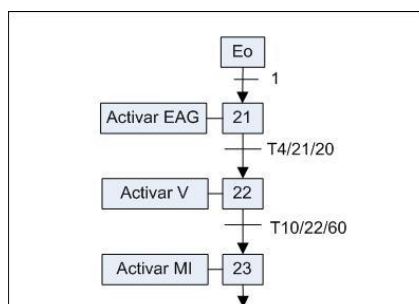 Eo
1
Activar EAG 21
T4/21/20
Activar V 22
T10/22/60
Activar MI 23